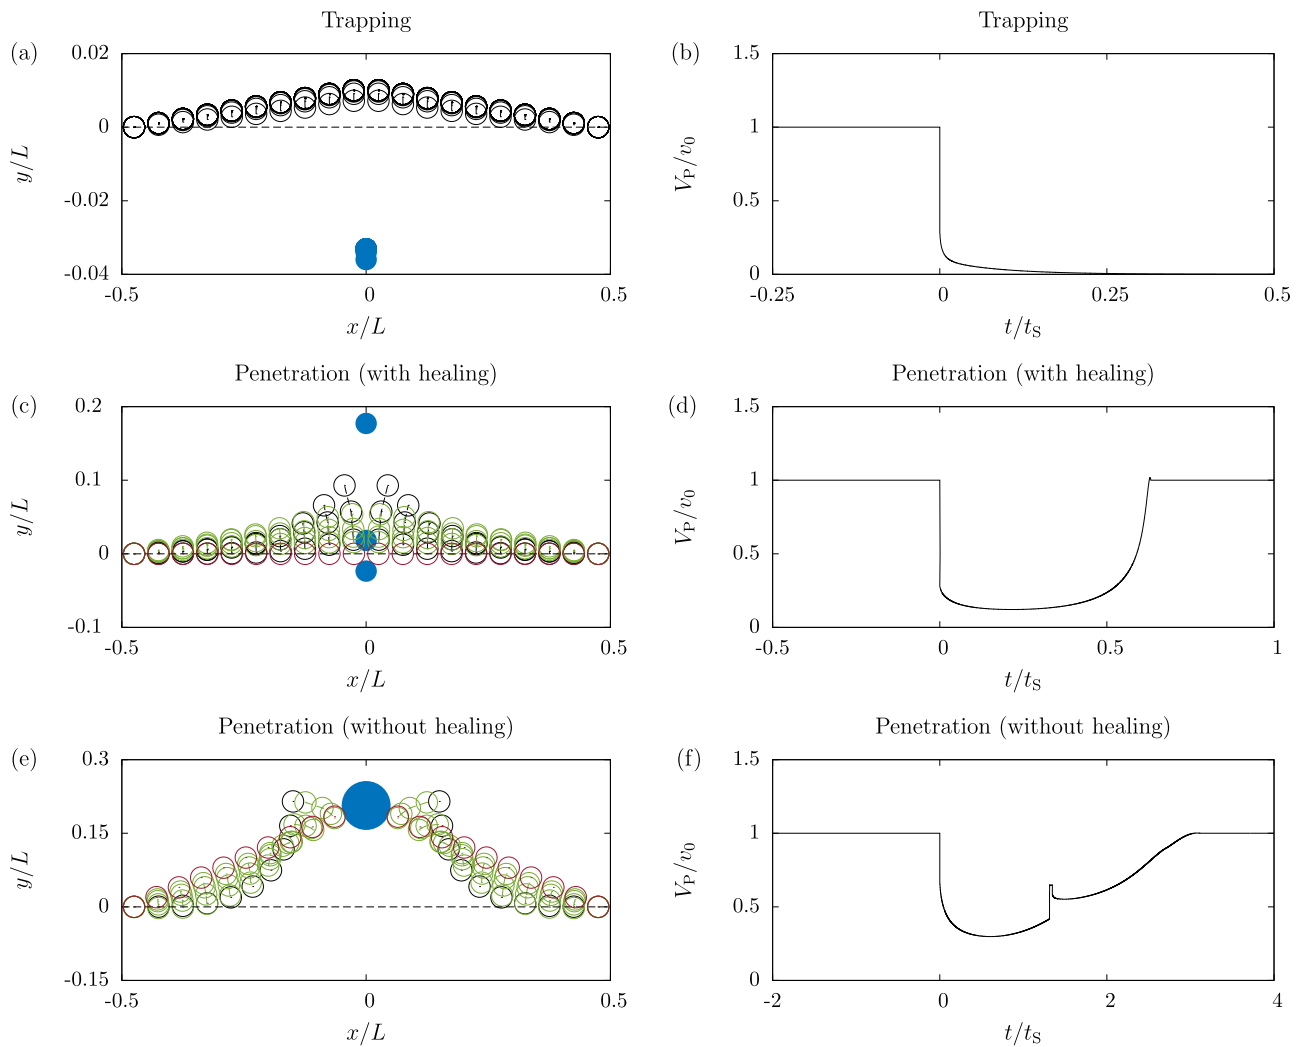 Trapping
(a)
0.02
0
-0.02
-0.04
y/L
-0.5
0
0.5
x/L
Trapping
(b)
1.5
1
0.5
0
V_P/v_0
-0.25
0
0.25
0.5
t/t_S
Penetration (with healing)
(c)
0.2
0.1
0
-0.1
y/L
-0.5
0
0.5
x/L
Penetration (with healing)
(d)
1.5
1
0.5
0
V_P/v_0
-0.5
0
0.5
1
t/t_S
Penetration (without healing)
(e)
0.3
0.15
0
-0.15
y/L
-0.5
0
0.5
x/L
Penetration (without healing)
(f)
1.5
1
0.5
0
V_P/v_0
-2
0
2
4
t/t_S